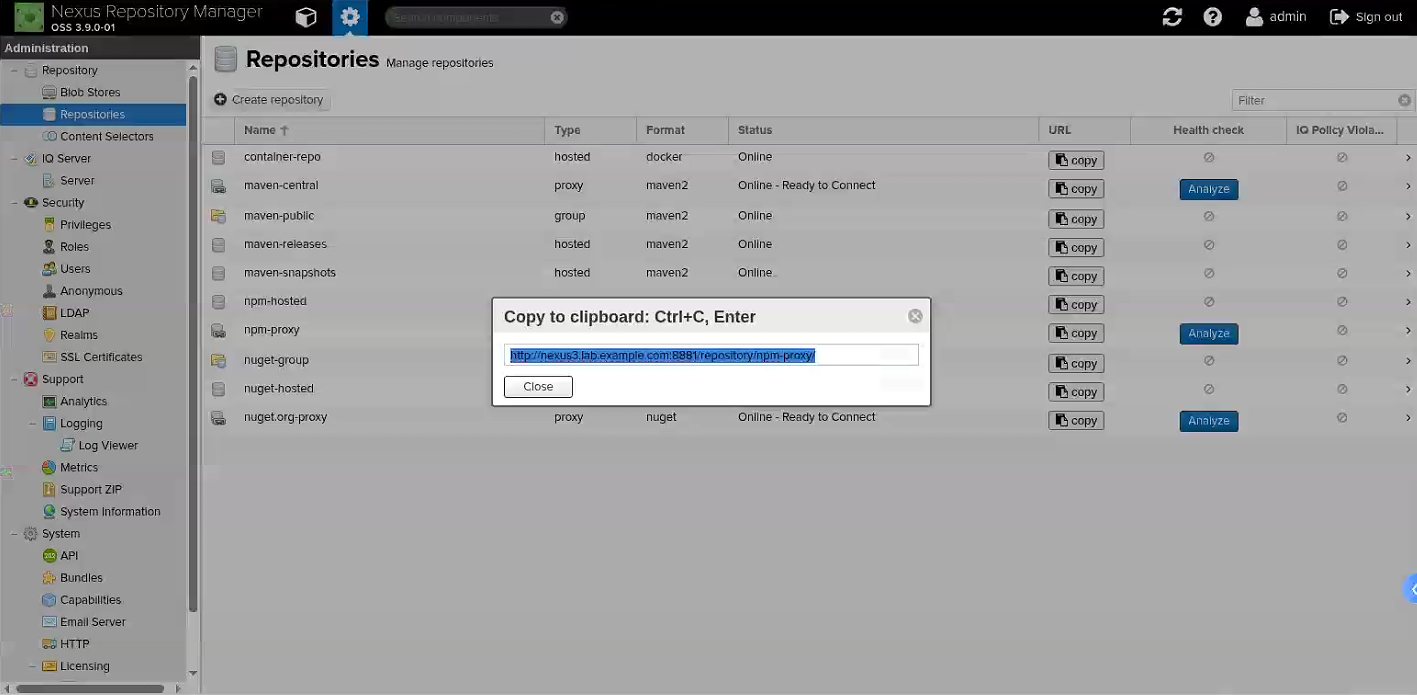 Nexus Repository Manager
OSS 3.9.0-01
Search components
admin
Sign out
Administration
Repository
Blob Stores
Repositories
Content Selectors
IQ Server
Server
Security
Privileges
Roles
Users
Anonymous
LDAP
Realms
SSL Certificates
Support
Analytics
Logging
Log Viewer
Metrics
Support ZIP
System Information
System
API
Bundles
Capabilities
Email Server
HTTP
Licensing
Repositories Manage repositories
Create repository
Filter
Name Type Format Status URL Health check IQ Policy Viola...
container-repo hosted docker Online copy
maven-central proxy maven2 Online - Ready to Connect copy Analyze
maven-public group maven2 Online copy
maven-releases hosted maven2 Online copy
maven-snapshots hosted maven2 Online copy
npm-hosted copy
npm-proxy copy Analyze
nuget-group copy
nuget-hosted copy
nuget.org-proxy proxy nuget Online - Ready to Connect copy Analyze
Copy to clipboard: Ctrl+C, Enter
http://nexus3.lab.example.com:8881/repository/npm-proxy/
Close